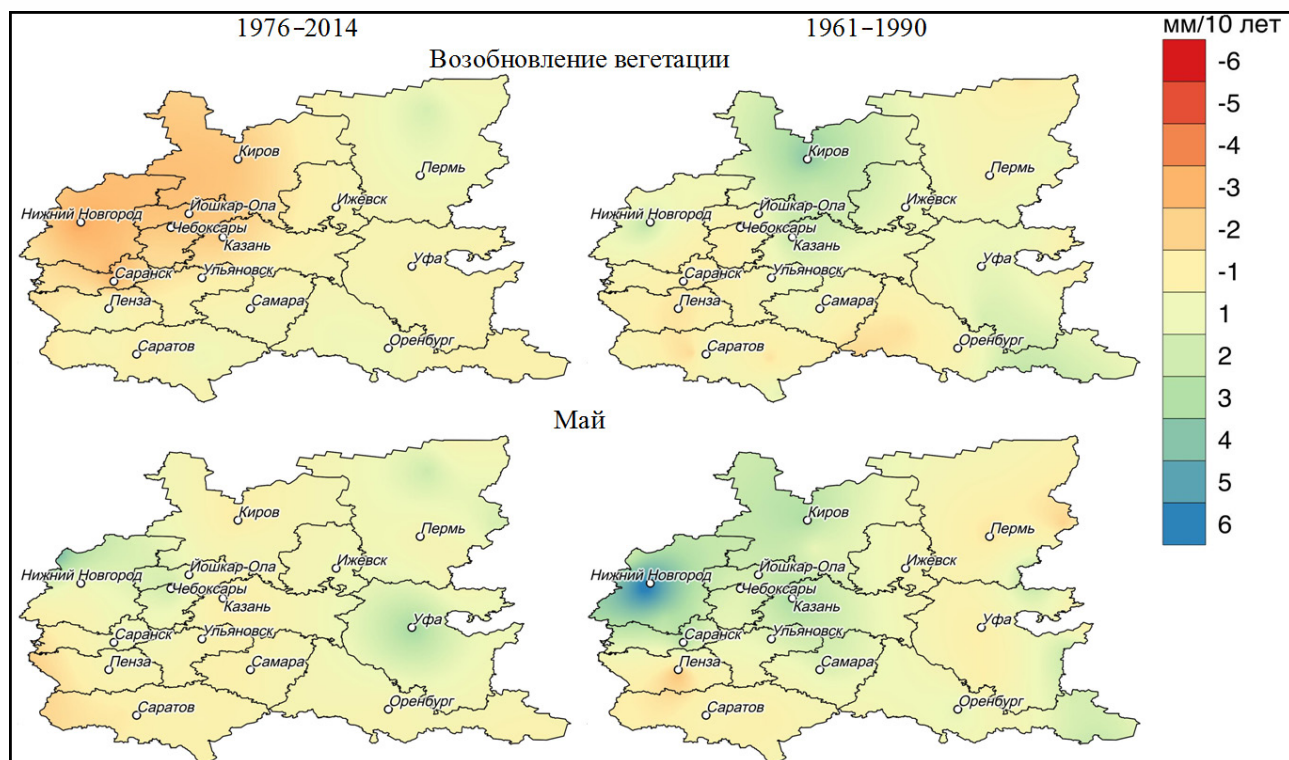 1976-2014
1961-1990
мм/10 лет
Возобновление вегетации
-6
-5
-4
-3
-2
-1
1
2
3
4
5
6
Киров
Пермь
Нижний Новгород
Йошкар-Ола
Ижевск
Чебоксары
Казань
Саранск
Ульяновск
Уфа
Пенза
Самара
Саратов
Оренбург
Киров
Пермь
Нижний Новгород
Йошкар-Ола
Ижевск
Чебоксары
Казань
Саранск
Ульяновск
Уфа
Пенза
Самара
Саратов
Оренбург
Май
Киров
Пермь
Нижний Новгород
Йошкар-Ола
Ижевск
Чебоксары
Казань
Саранск
Ульяновск
Уфа
Пенза
Самара
Саратов
Оренбург
Киров
Пермь
Нижний Новгород
Йошкар-Ола
Ижевск
Чебоксары
Казань
Саранск
Ульяновск
Уфа
Пенза
Самара
Саратов
Оренбург